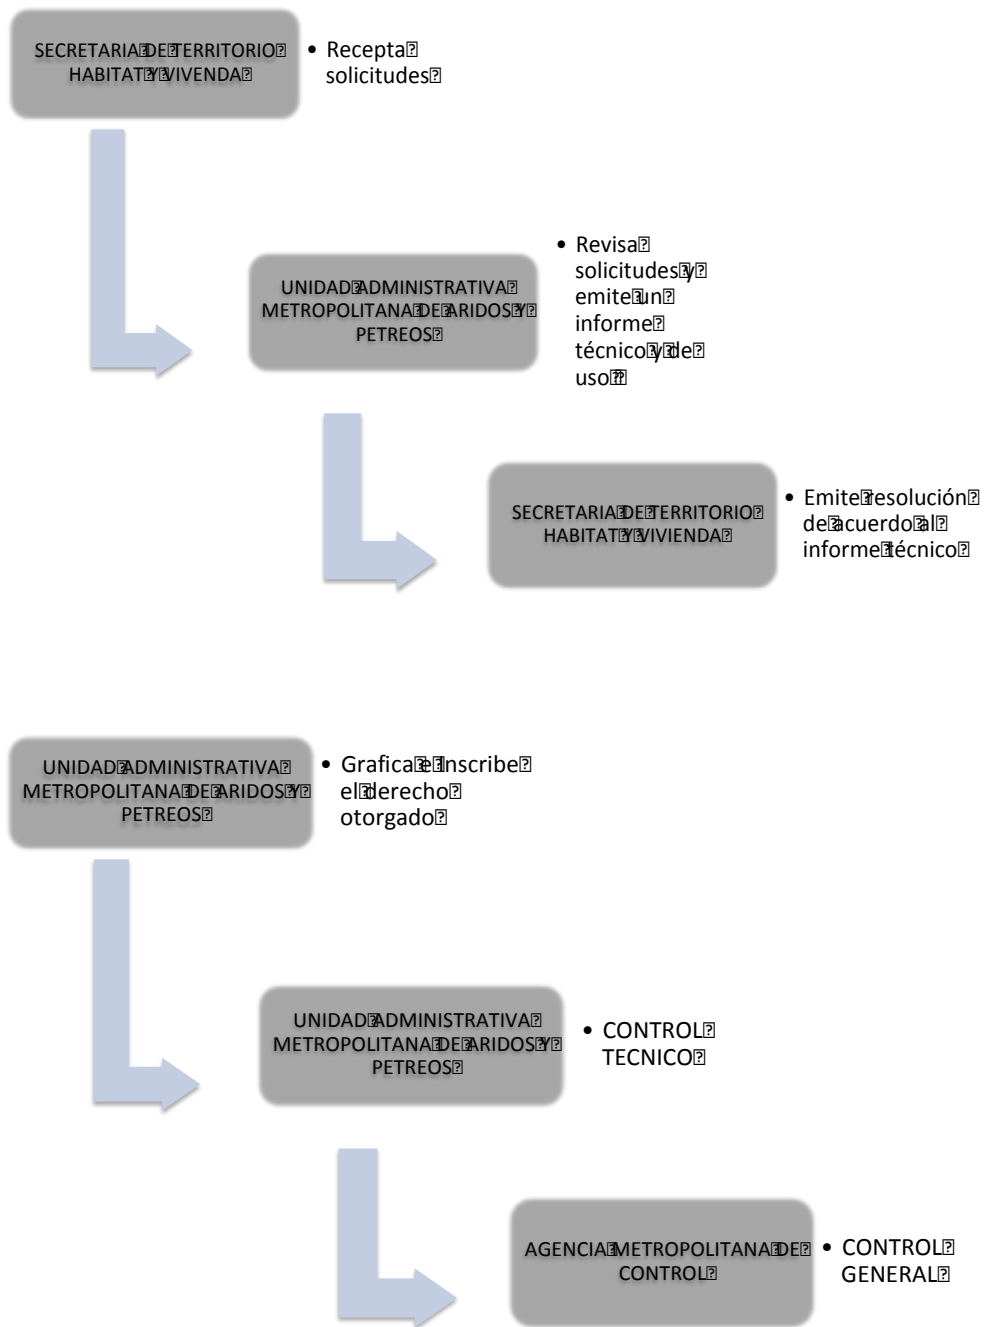 SECRETARIA DE TERRITORIO
HABITAT Y VIVENDA
• Recepta
solicitudes
UNIDAD ADMINISTRATIVA
METROPOLITANA DE ARIDOS Y
PETREOS
• Revisa
solicitudes y
emite un
informe
técnico y de
uso
SECRETARIA DE TERRITORIO
HABITAT Y VIVIENDA
• Emite resolución
de acuerdo al
informe técnico
UNIDAD ADMINISTRATIVA
METROPOLITANA DE ARIDOS Y
PETREOS
• Grafica e Inscribe
el derecho
otorgado
UNIDAD ADMINISTRATIVA
METROPOLITANA DE ARIDOS Y
PETREOS
• CONTROL
TECNICO
AGENCIA METROPOLITANA DE
CONTROL
• CONTROL
GENERAL